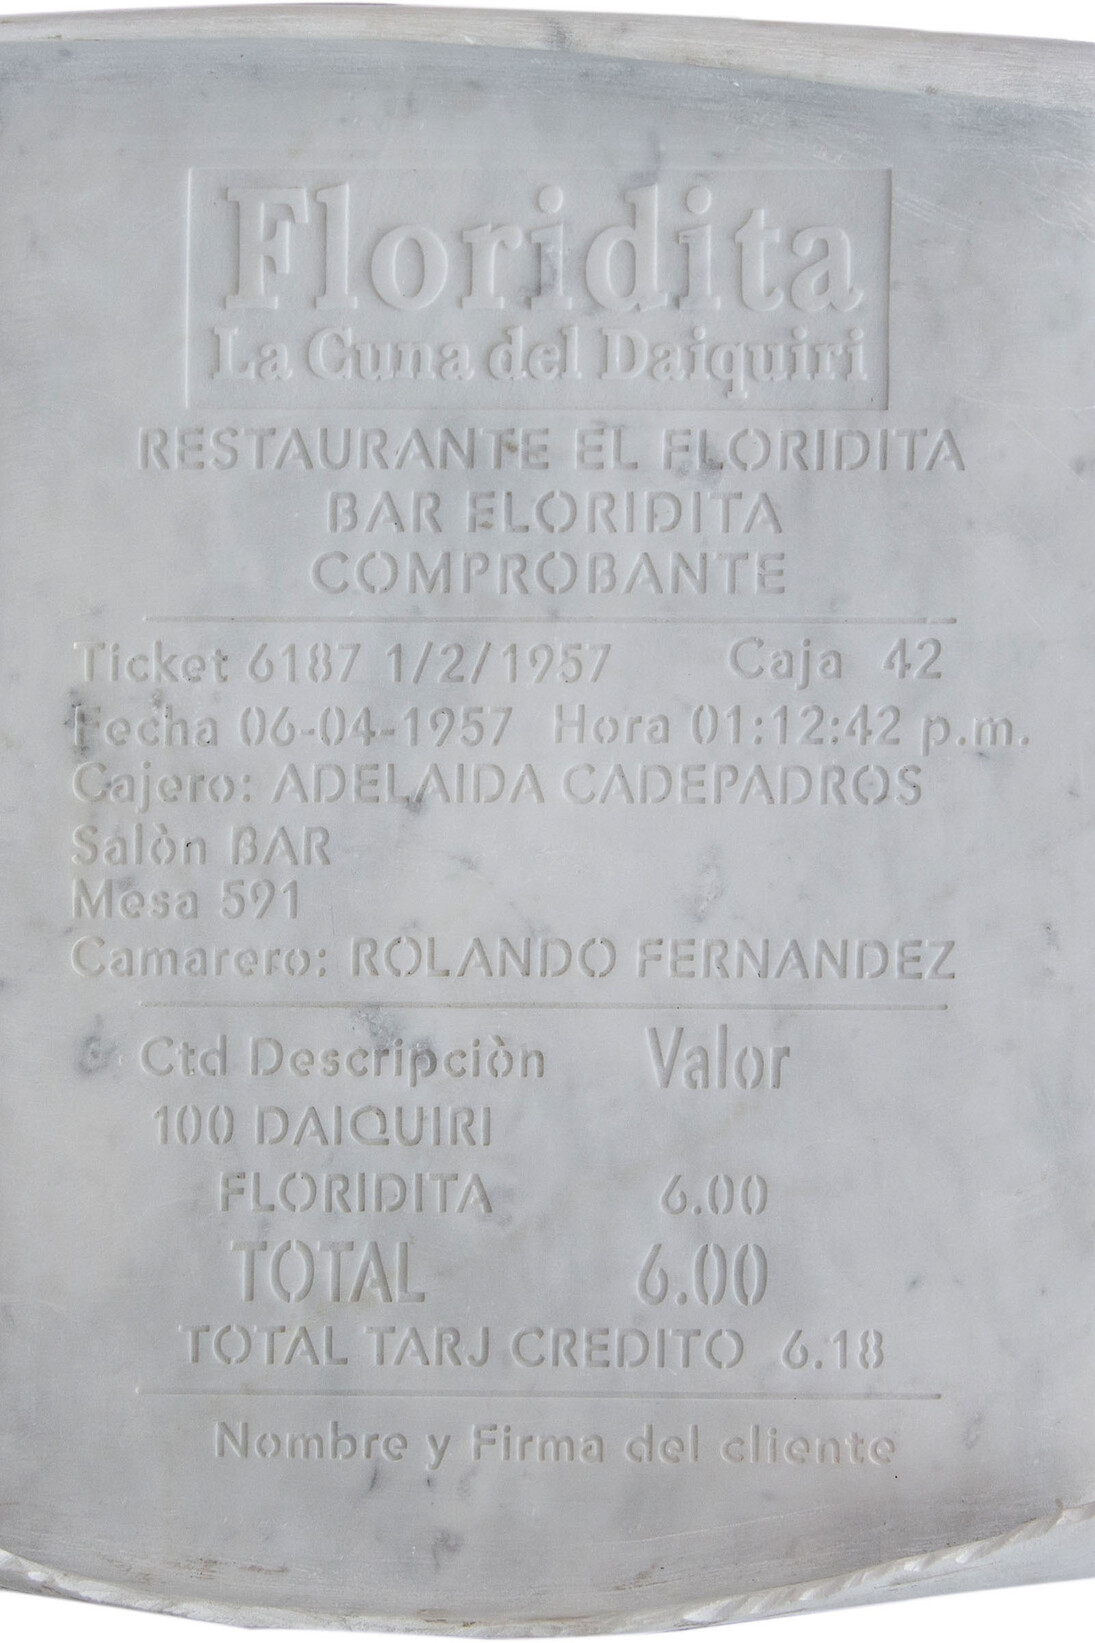 Floridita
La Cuna del Daiquiri
RESTAURANTE EL FLORIDITA
BAR FLORIDITA
COMPROBANTE
Ticket 6187 1/2/1957 Caja 42
Fecha 06-04-1957 Hora 01:12:42 p.m.
Cajero: ADELAIDA CADEPADROS
Salòn BAR
Mesa 591
Camarero: ROLANDO FERNANDEZ
Ctd Descripciòn Valor
100 DAIQUIRI
FLORIDITA 6.00
TOTAL 6.00
TOTAL TARJ CREDITO 6.18
Nombre y Firma del cliente